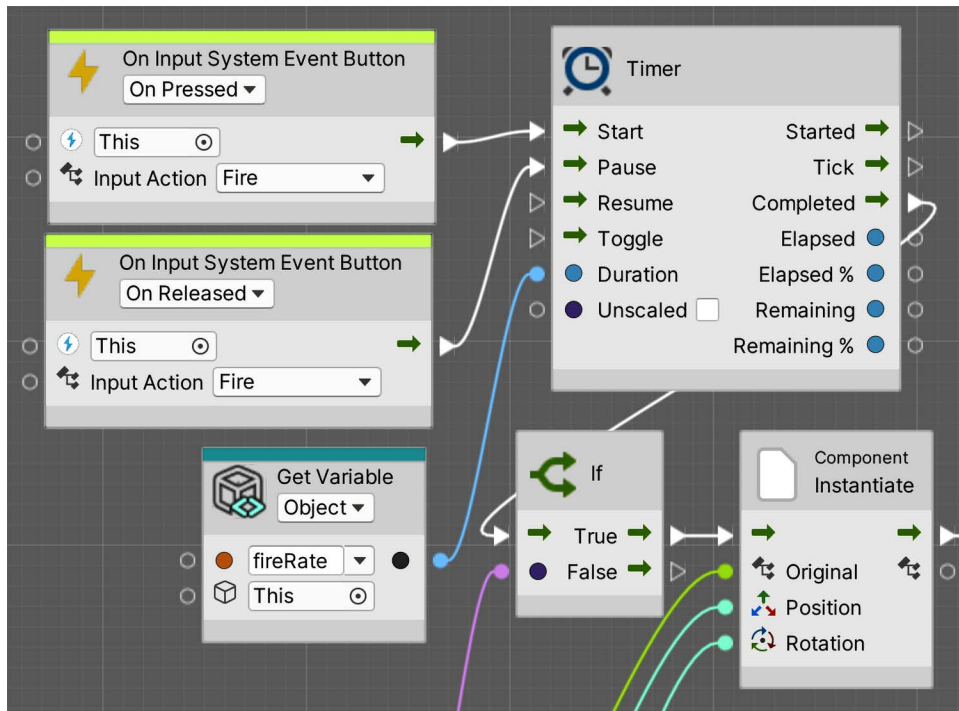 On Input System Event Button
On Pressed
This
Input Action Fire
On Input System Event Button
On Released
This
Input Action Fire
Timer
Start Started
Pause Tick
Resume Completed
Toggle Elapsed
Duration Elapsed %
Unscaled Remaining
Remaining %
Get Variable
Object
fireRate
This
If
True
False
Component
Instantiate
Original
Position
Rotation